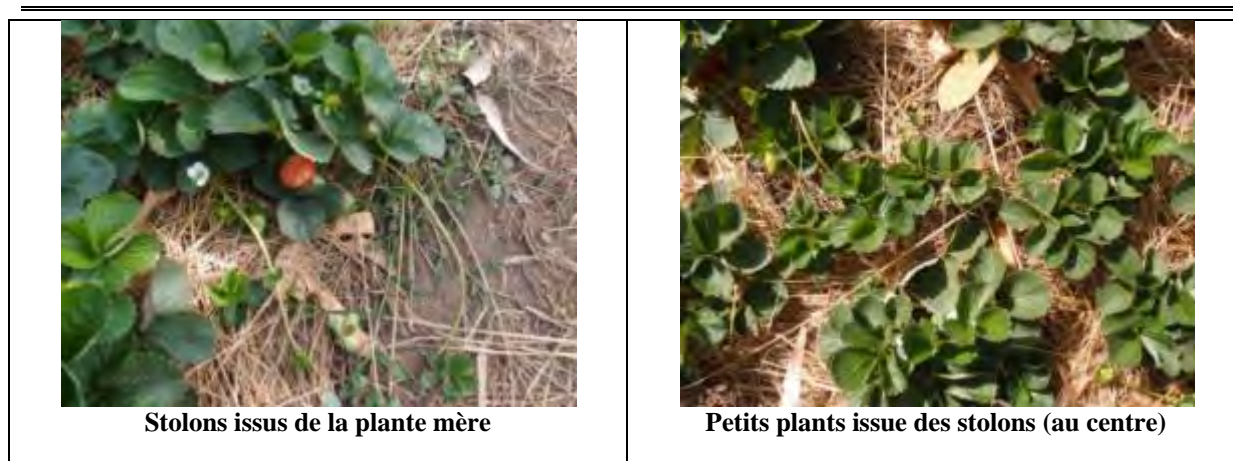 Stolons issus de la plante mère
Petits plants issue des stolons (au centre)